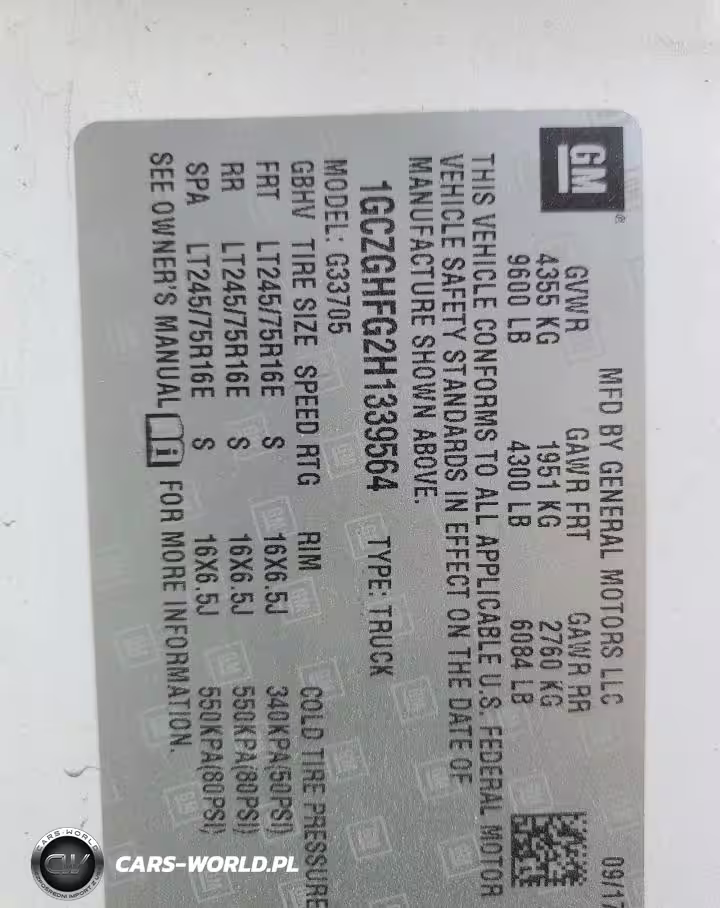 MFD BY GENERAL MOTORS LLC 09/17
GM
GVWR GAWR FRT GAWR RR
4355 KG 1951 KG 2760 KG
9600 LB 4300 LB 6084 LB
THIS VEHICLE CONFORMS TO ALL APPLICABLE U.S. FEDERAL MOTOR
VEHICLE SAFETY STANDARDS IN EFFECT ON THE DATE OF
MANUFACTURE SHOWN ABOVE.
1GCZGHFG2H1339564 TYPE: TRUCK
MODEL: G33705
GBHV TIRE SIZE SPEED RTG RIM COLD TIRE PRESSURE
FRT LT245/75R16E S 16X6.5J 340KPA(50PSI)
RR LT245/75R16E S 16X6.5J 550KPA(80PSI)
SPA LT245/75R16E S 16X6.5J 550KPA(80PSI)
SEE OWNER'S MANUAL i FOR MORE INFORMATION.
CARS-WORLD
CW
CARS-WORLD.PL